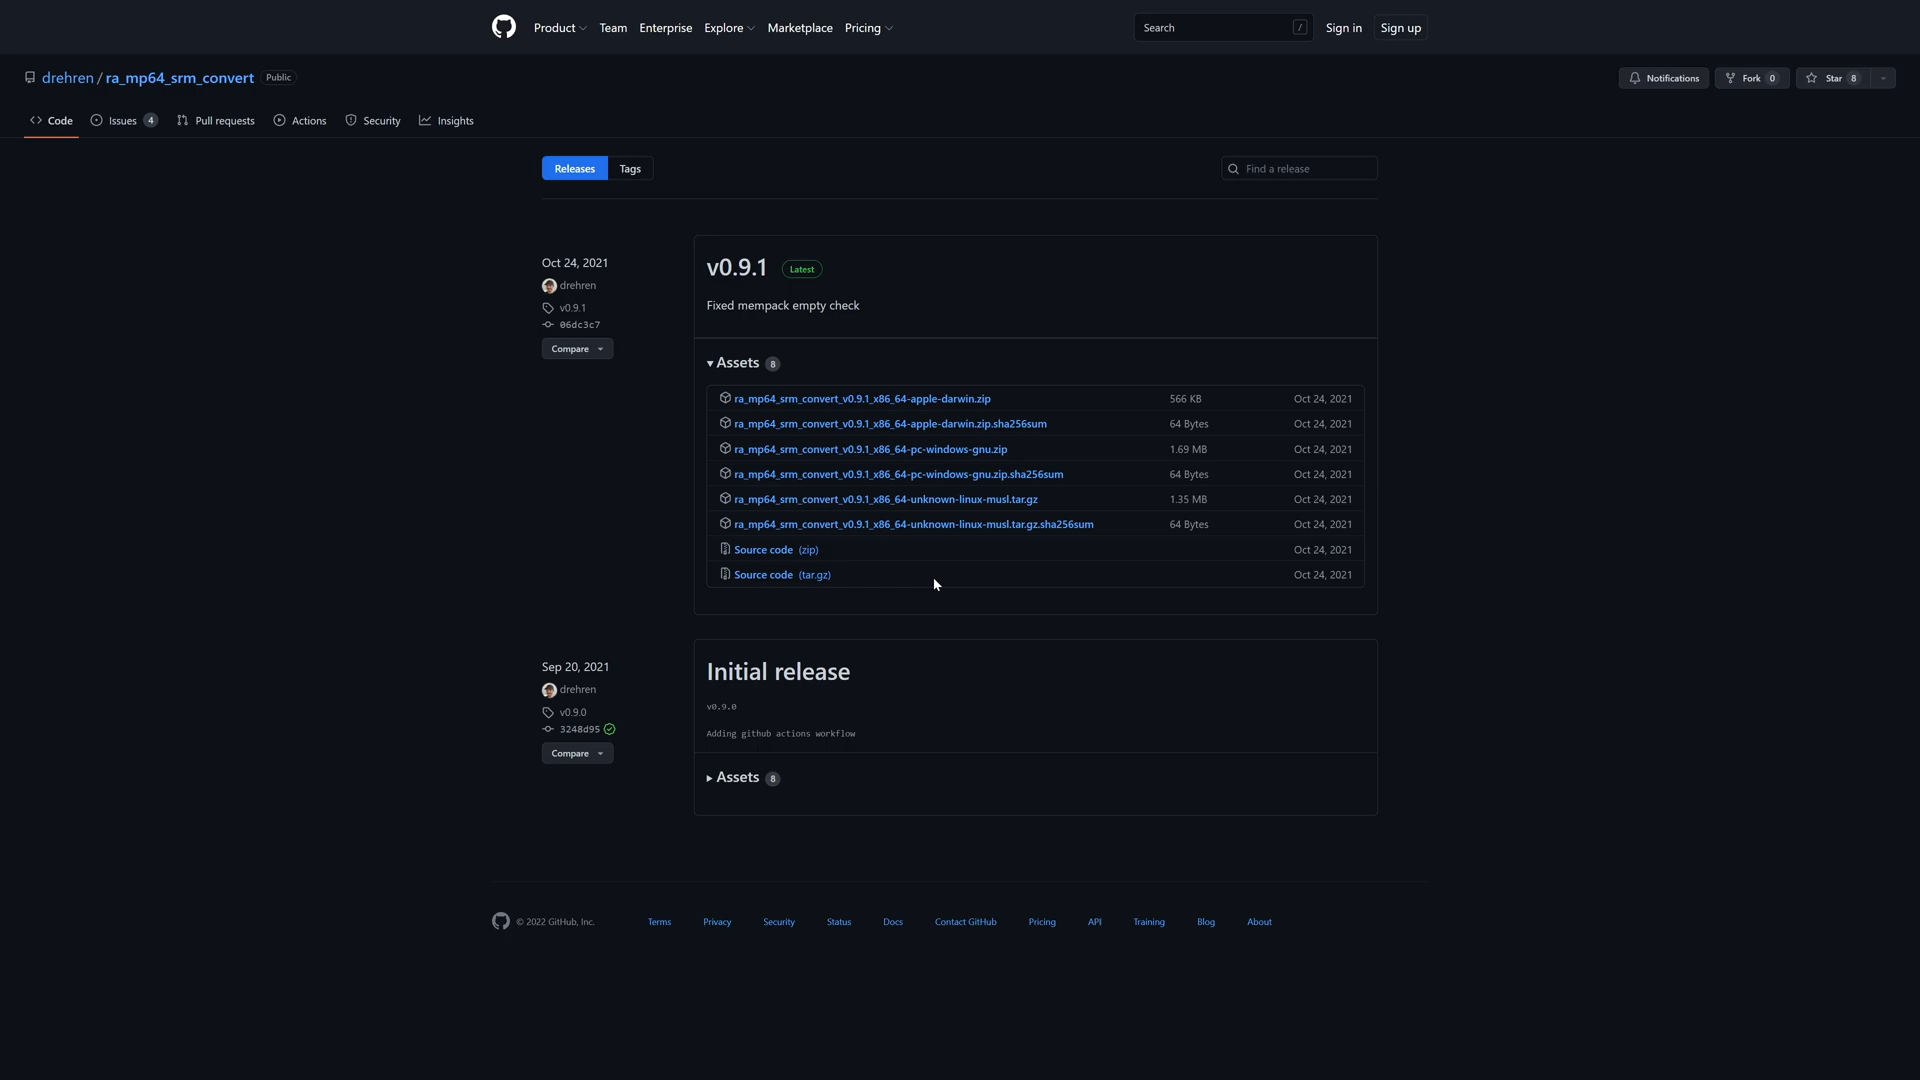 Product Team Enterprise Explore Marketplace Pricing Search / Sign in Sign up
drehren / ra_mp64_srm_convert Public Notifications Fork 0 Star 8
Code Issues 4 Pull requests Actions Security Insights
Releases Tags Find a release
Oct 24, 2021
drehren
v0.9.1
06dc3c7
Compare
v0.9.1 Latest
Fixed mempack empty check
Assets 8
ra_mp64_srm_convert_v0.9.1_x86_64-apple-darwin.zip 566 KB Oct 24, 2021
ra_mp64_srm_convert_v0.9.1_x86_64-apple-darwin.zip.sha256sum 64 Bytes Oct 24, 2021
ra_mp64_srm_convert_v0.9.1_x86_64-pc-windows-gnu.zip 1.69 MB Oct 24, 2021
ra_mp64_srm_convert_v0.9.1_x86_64-pc-windows-gnu.zip.sha256sum 64 Bytes Oct 24, 2021
ra_mp64_srm_convert_v0.9.1_x86_64-unknown-linux-musl.tar.gz 1.35 MB Oct 24, 2021
ra_mp64_srm_convert_v0.9.1_x86_64-unknown-linux-musl.tar.gz.sha256sum 64 Bytes Oct 24, 2021
Source code (zip) Oct 24, 2021
Source code (tar.gz) Oct 24, 2021
Sep 20, 2021
drehren
v0.9.0
3248d95
Compare
Initial release
v0.9.0
Adding github actions workflow
Assets 8
© 2022 GitHub, Inc. Terms Privacy Security Status Docs Contact GitHub Pricing API Training Blog About